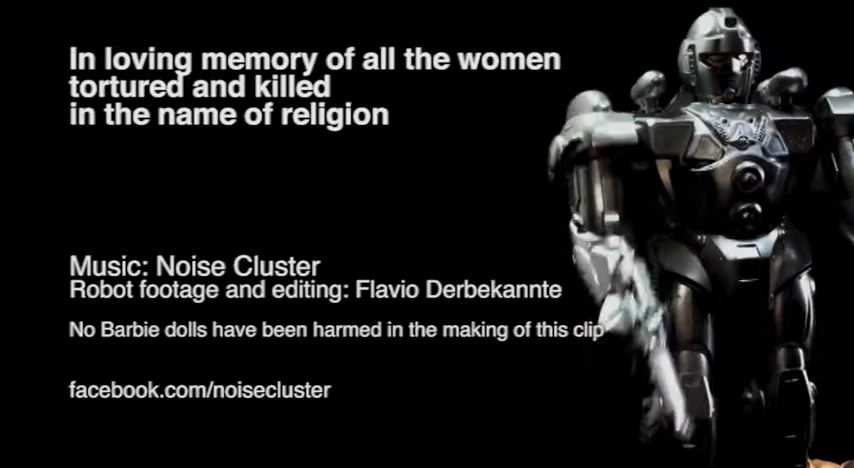 In loving memory of all the women
tortured and killed
in the name of religion
Music: Noise Cluster
Robot footage and editing: Flavio Derbekannte
No Barbie dolls have been harmed in the making of this clip
facebook.com/noisecluster